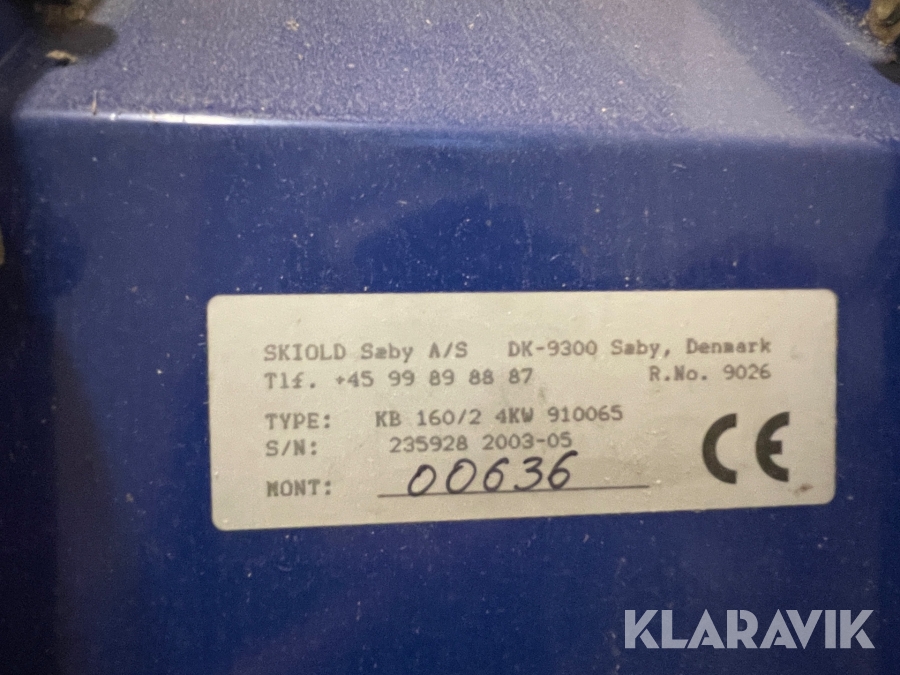 SKIOLD Sæby A/S DK-9300 Sæby, Denmark
Tlf. +45 99 89 88 87 R.No. 9026
TYPE: KB 160/2 4KW 910065
S/N: 235928 2003-05
MONT: 00636
CE
KLARAVIK